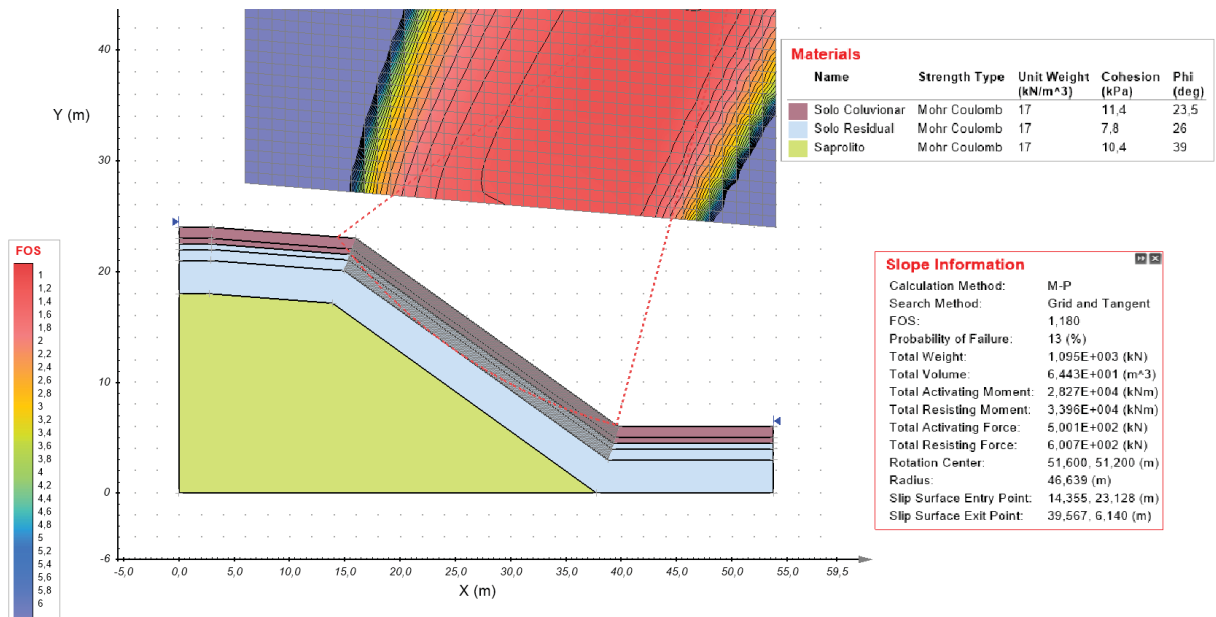 40
Y (m)
30
20
10
0
-6
-5,0 0,0 5,0 10,0 15,0 20,0 25,0 30,0 35,0 40,0 45,0 50,0 55,0 59,5
X (m)
FOS
1
1,2
1,4
1,6
1,8
2
2,2
2,4
2,6
2,8
3
3,2
3,4
3,6
3,8
4
4,2
4,4
4,6
4,8
5
5,2
5,4
5,6
5,8
6
Materials
Name Strength Type Unit Weight (kN/m^3) Cohesion (kPa) Phi (deg)
Solo Coluvionar Mohr Coulomb 17 11,4 23,5
Solo Residual Mohr Coulomb 17 7,8 26
Saprolito Mohr Coulomb 17 10,4 39
Slope Information
Calculation Method: M-P
Search Method: Grid and Tangent
FOS: 1,180
Probability of Failure: 13 (%)
Total Weight: 1,095E+003 (kN)
Total Volume: 6,443E+001 (m^3)
Total Activating Moment: 2,827E+004 (kNm)
Total Resisting Moment: 3,396E+004 (kNm)
Total Activating Force: 5,001E+002 (kN)
Total Resisting Force: 6,007E+002 (kN)
Rotation Center: 51,600, 51,200 (m)
Radius: 46,639 (m)
Slip Surface Entry Point: 14,355, 23,128 (m)
Slip Surface Exit Point: 39,567, 6,140 (m)